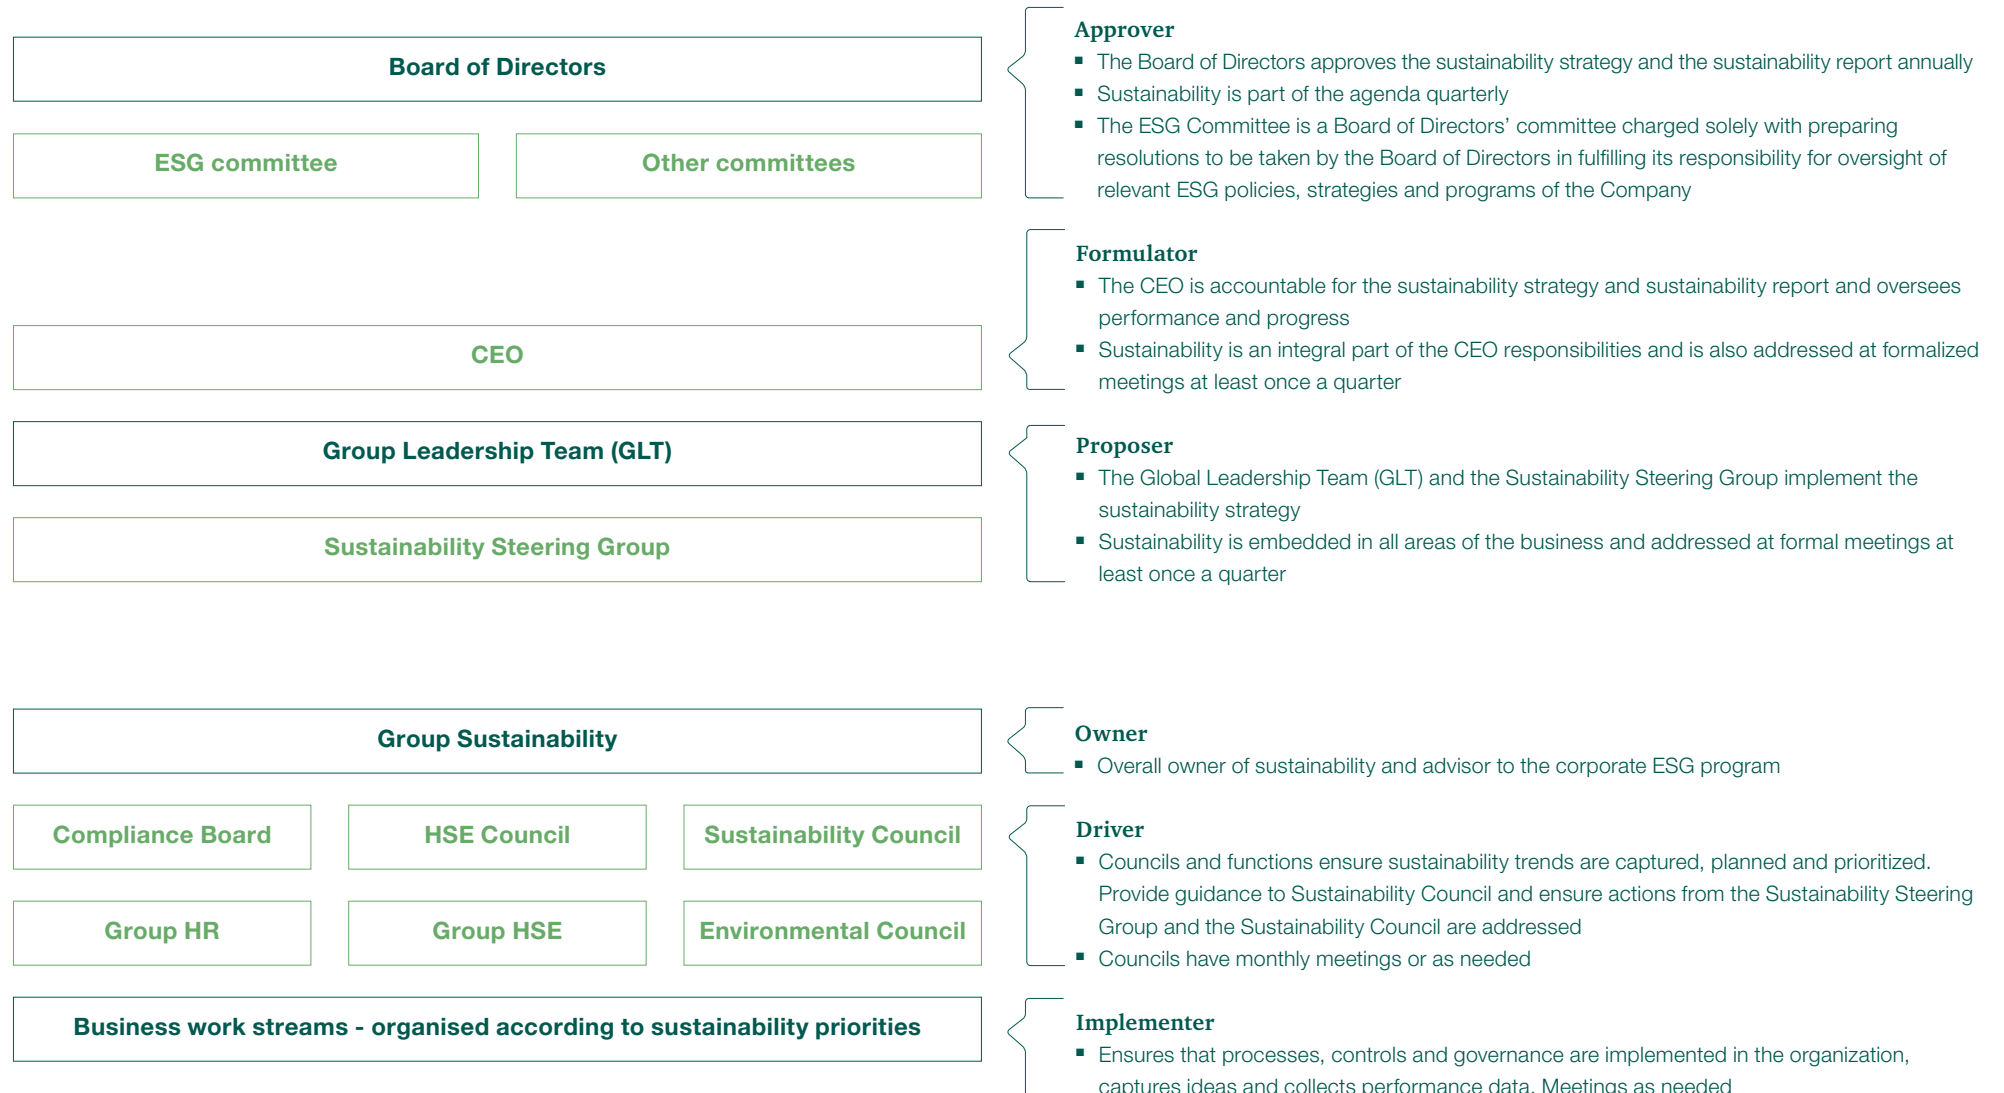 Board of Directors
ESG committee
Other committees
Approver
▪ The Board of Directors approves the sustainability strategy and the sustainability report annually
▪ Sustainability is part of the agenda quarterly
▪ The ESG Committee is a Board of Directors’ committee charged solely with preparing
resolutions to be taken by the Board of Directors in fulfilling its responsibility for oversight of
relevant ESG policies, strategies and programs of the Company
CEO
Formulator
▪ The CEO is accountable for the sustainability strategy and sustainability report and oversees
performance and progress
▪ Sustainability is an integral part of the CEO responsibilities and is also addressed at formalized
meetings at least once a quarter
Group Leadership Team (GLT)
Sustainability Steering Group
Proposer
▪ The Global Leadership Team (GLT) and the Sustainability Steering Group implement the
sustainability strategy
▪ Sustainability is embedded in all areas of the business and addressed at formal meetings at
least once a quarter
Group Sustainability
Owner
▪ Overall owner of sustainability and advisor to the corporate ESG program
Compliance Board
HSE Council
Sustainability Council
Group HR
Group HSE
Environmental Council
Driver
▪ Councils and functions ensure sustainability trends are captured, planned and prioritized.
Provide guidance to Sustainability Council and ensure actions from the Sustainability Steering
Group and the Sustainability Council are addressed
▪ Councils have monthly meetings or as needed
Business work streams - organised according to sustainability priorities
Implementer
▪ Ensures that processes, controls and governance are implemented in the organization,
captures ideas and collects performance data. Meetings as needed